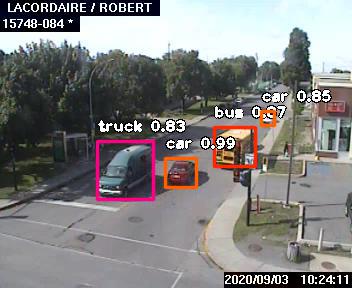 LACORDAIRE / ROBERT
15748-084 *
car 0.85
bus 0.97
truck 0.83
car 0.99
2020/09/03 10:24:11